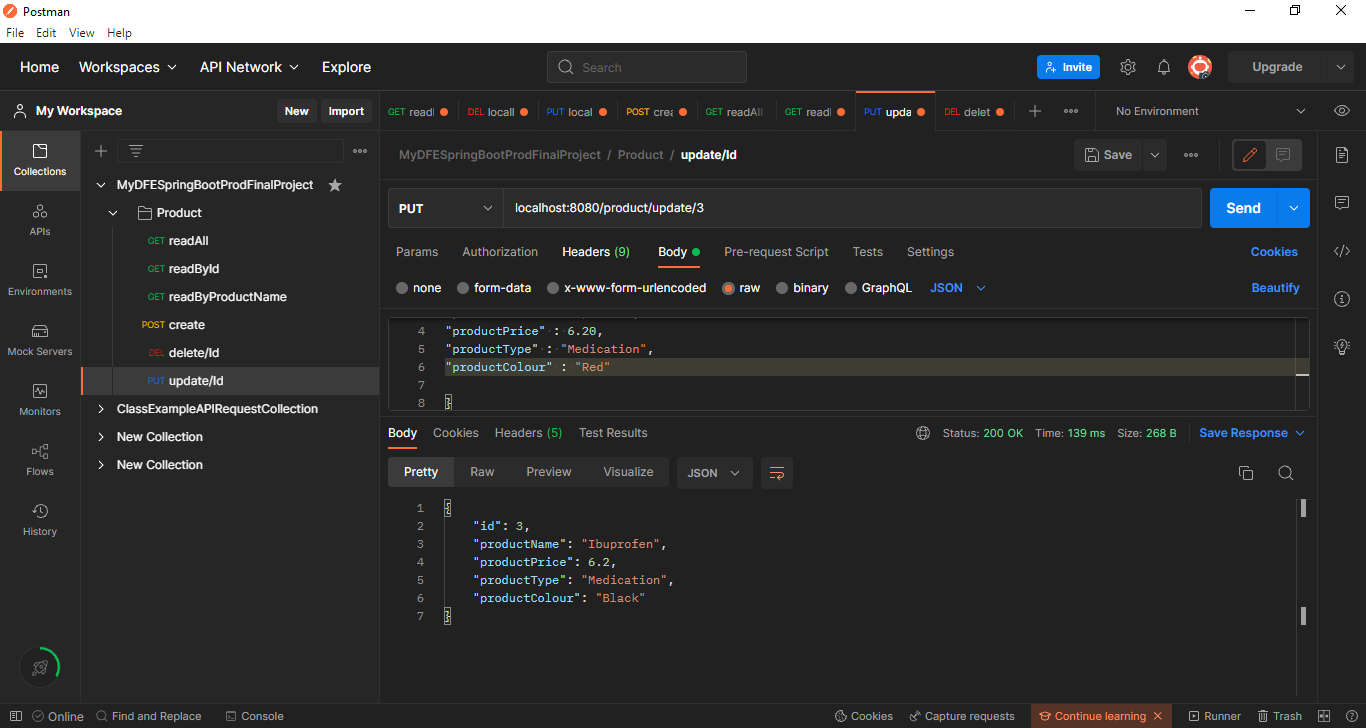 Postman
File Edit View Help
Home Workspaces API Network Explore Search Invite Upgrade
My Workspace New Import
GET readI DEL locall PUT local POST crea GET readAll GET readI PUT upda DEL delet No Environment
Collections
APIs
Environments
Mock Servers
Monitors
Flows
History
MyDFESpringBootProdFinalProject
Product
GET readAll
GET readById
GET readByProductName
POST create
DEL delete/Id
PUT update/Id
ClassExampleAPIRequestCollection
New Collection
New Collection
MyDFESpringBootProdFinalProject / Product / update/Id Save
PUT localhost:8080/product/update/3 Send
Params Authorization Headers (9) Body Pre-request Script Tests Settings Cookies
none form-data x-www-form-urlencoded raw binary GraphQL JSON Beautify
4 "productPrice" : 6.20,
5 "productType" : "Medication",
6 "productColour" : "Red"
7
8 }
Body Cookies Headers (5) Test Results Status: 200 OK Time: 139 ms Size: 268 B Save Response
Pretty Raw Preview Visualize JSON
1 {
2 "id": 3,
3 "productName": "Ibuprofen",
4 "productPrice": 6.2,
5 "productType": "Medication",
6 "productColour": "Black"
7 }
Online Find and Replace Console Cookies Capture requests Continue learning Runner Trash